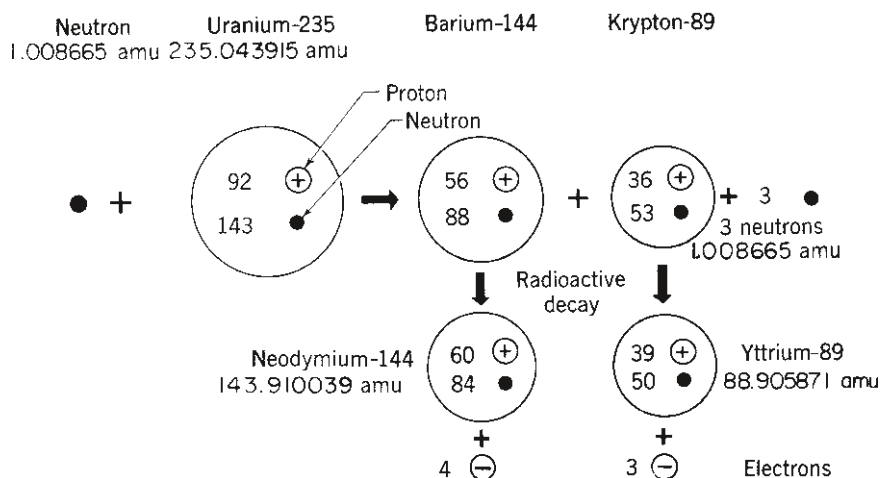 Neutron Uranium-235 Barium-144 Krypton-89
1.008665 amu 235.043915 amu
Proton
Neutron
92 +
143
+
56 +
88
+
36 +
53
+ 3
3 neutrons
1.008665 amu
Radioactive
decay
Neodymium-144
143.910039 amu
60 +
84
39 +
50
Yttrium-89
88.905871 amu
+
4 −
+
3 −
Electrons